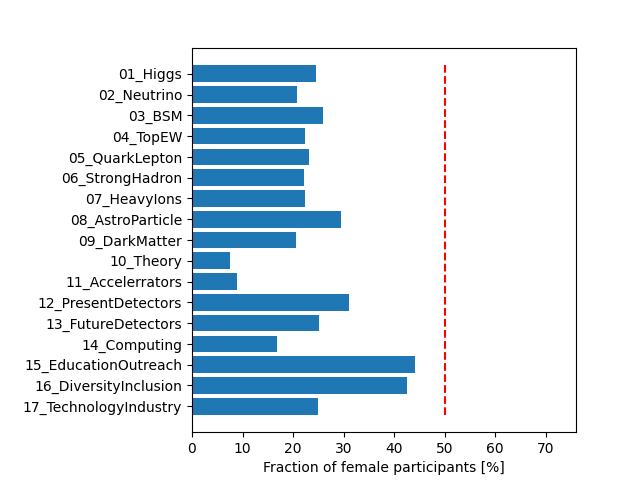 01_Higgs
02_Neutrino
03_BSM
04_TopEW
05_QuarkLepton
06_StrongHadron
07_HeavyIons
08_AstroParticle
09_DarkMatter
10_Theory
11_Accelerrators
12_PresentDetectors
13_FutureDetectors
14_Computing
15_EducationOutreach
16_DiversityInclusion
17_TechnologyIndustry
0 10 20 30 40 50 60 70
Fraction of female participants [%]